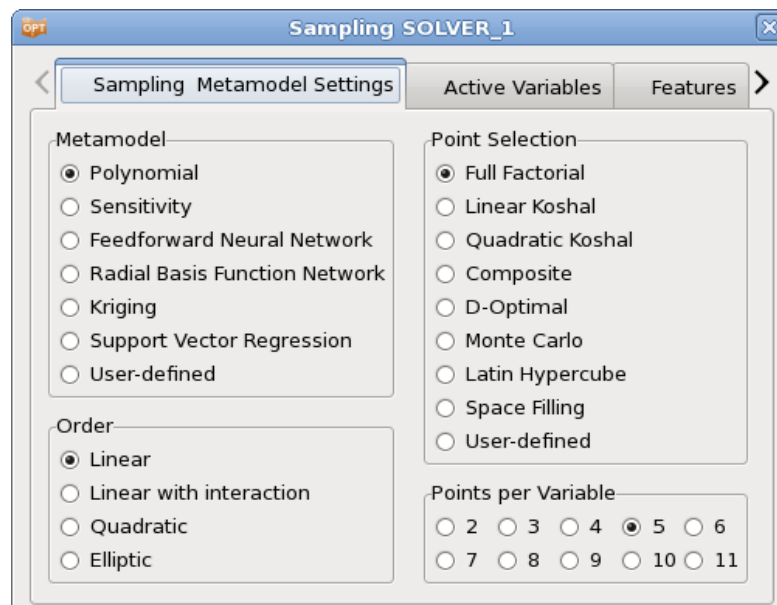 OPT
Sampling SOLVER_1
Sampling Metamodel Settings
Active Variables
Features
Metamodel
Polynomial
Sensitivity
Feedforward Neural Network
Radial Basis Function Network
Kriging
Support Vector Regression
User-defined
Order
Linear
Linear with interaction
Quadratic
Elliptic
Point Selection
Full Factorial
Linear Koshal
Quadratic Koshal
Composite
D-Optimal
Monte Carlo
Latin Hypercube
Space Filling
User-defined
Points per Variable
2 3 4 5 6
7 8 9 10 11